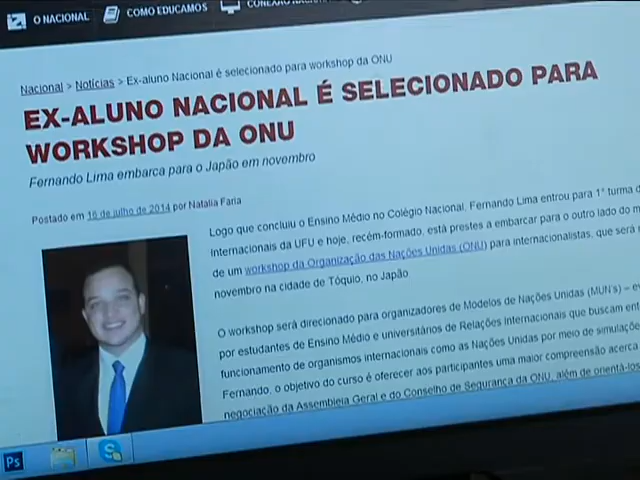 O NACIONAL COMO EDUCAMOS
Nacional > Notícias > Ex-aluno Nacional é selecionado para workshop da ONU
EX-ALUNO NACIONAL É SELECIONADO PARA
WORKSHOP DA ONU
Fernando Lima embarca para o Japão em novembro
Postado em 16 de julho de 2014 por Natalia Faria
Logo que concluiu o Ensino Médio no Colégio Nacional, Fernando Lima entrou para 1ª turma
Internacionais da UFU e hoje, recém-formado, está prestes a embarcar para o outro lado do
de um workshop da Organização das Nações Unidas (ONU) para internacionalistas, que será
novembro na cidade de Tóquio, no Japão
O workshop será direcionado para organizadores de Modelos de Nações Unidas (MUN's) –
por estudantes de Ensino Médio e universitários de Relações Internacionais que buscam
funcionamento de organismos internacionais como as Nações Unidas por meio de
Fernando, o objetivo do curso é oferecer aos participantes uma maior compreensão acerca
negociação da Assembleia Geral e do Conselho de Segurança da ONU, além de
Ps